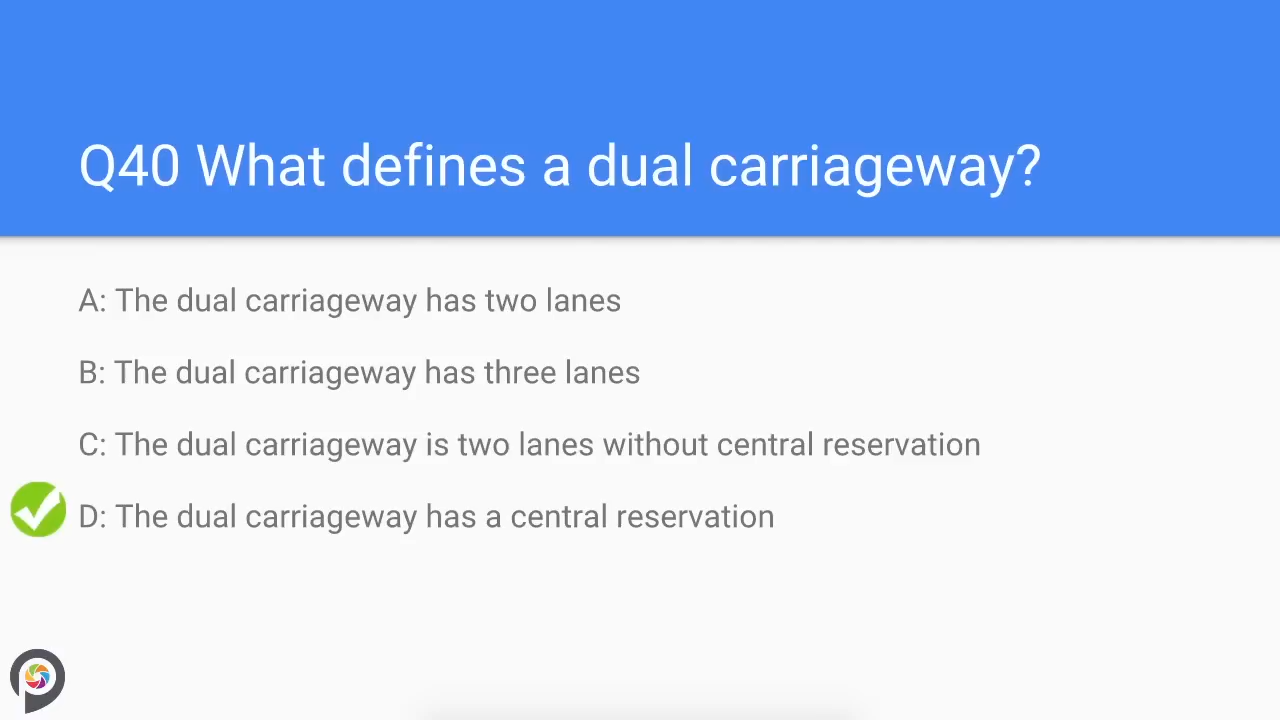 Q40 What defines a dual carriageway?
A: The dual carriageway has two lanes
B: The dual carriageway has three lanes
C: The dual carriageway is two lanes without central reservation
D: The dual carriageway has a central reservation